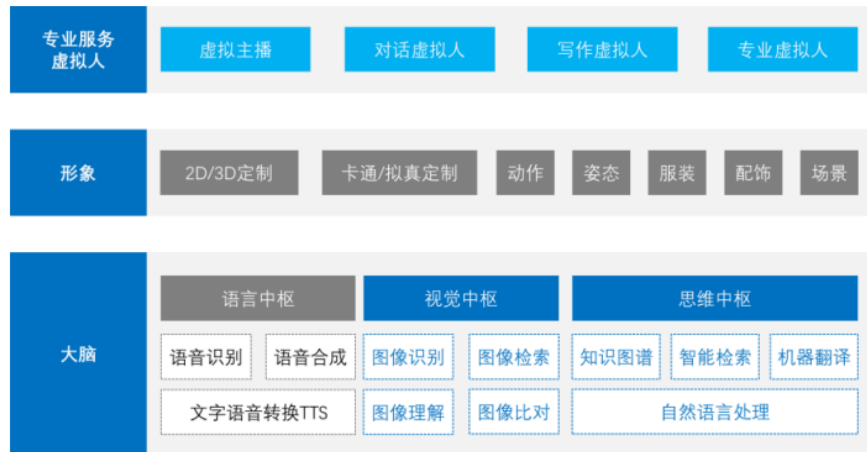 专业服务
虚拟人
虚拟主播
对话虚拟人
写作虚拟人
专业虚拟人
形象
2D/3D定制
卡通/拟真定制
动作
姿态
服装
配饰
场景
大脑
语言中枢
视觉中枢
思维中枢
语音识别
语音合成
图像识别
图像检索
知识图谱
智能检索
机器翻译
文字语音转换TTS
图像理解
图像比对
自然语言处理